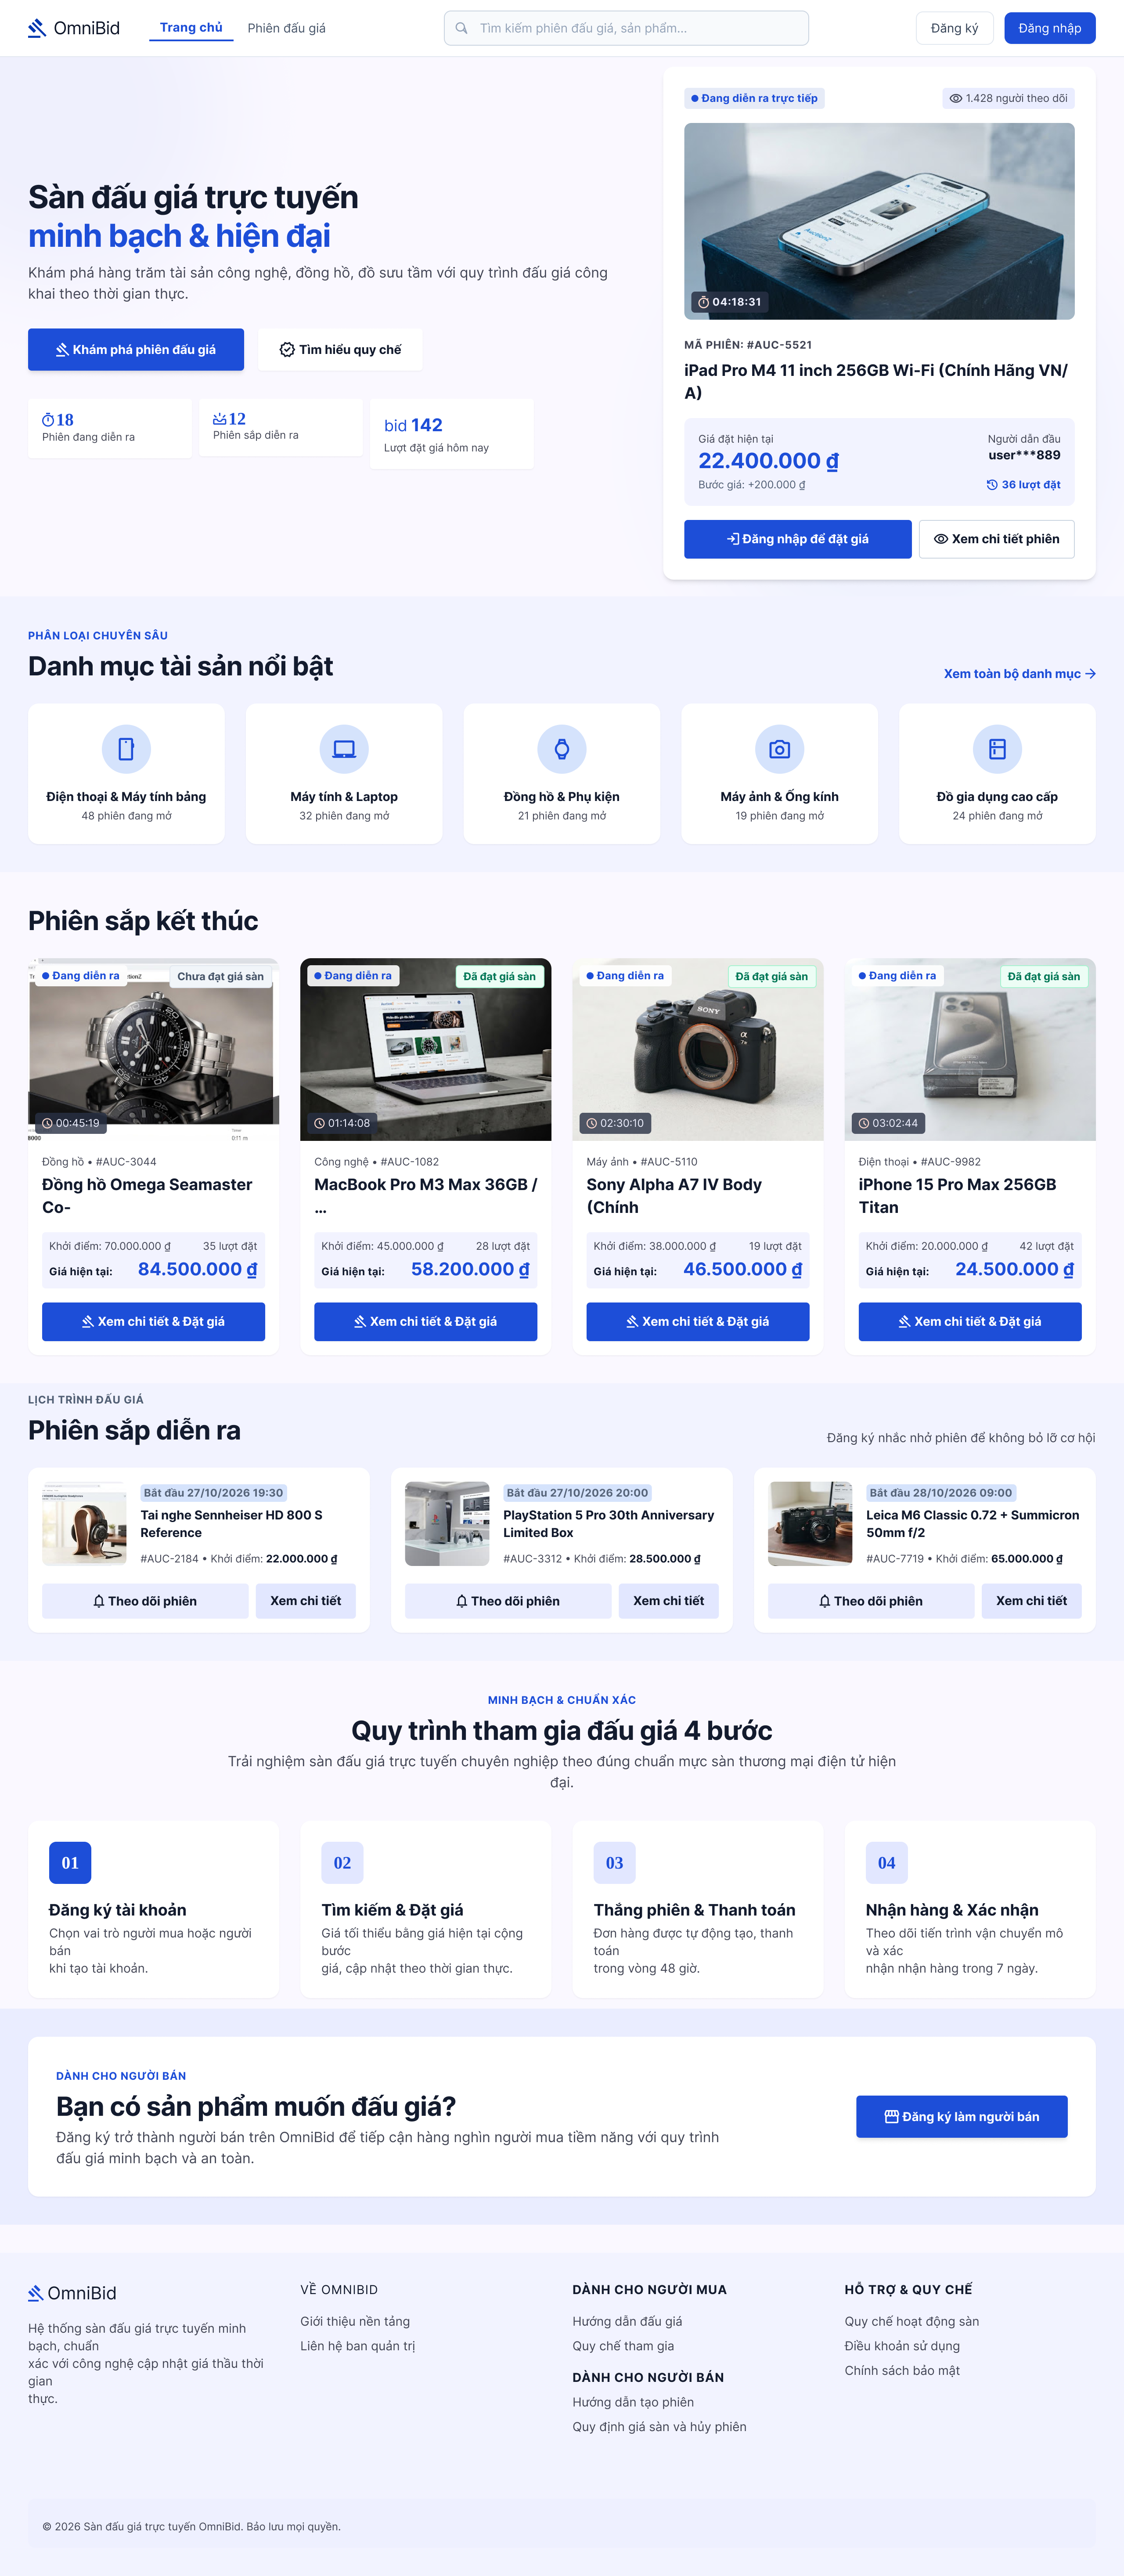 OmniBid
Trang chủ
Phiên đấu giá
Tìm kiếm phiên đấu giá, sản phẩm...
Đăng ký
Đăng nhập
Sàn đấu giá trực tuyến
minh bạch & hiện đại
Khám phá hàng trăm tài sản công nghệ, đồng hồ, đồ sưu tầm với quy trình đấu giá công
khai theo thời gian thực.
Khám phá phiên đấu giá
Tìm hiểu quy chế
18
Phiên đang diễn ra
12
Phiên sắp diễn ra
bid 142
Lượt đặt giá hôm nay
Đang diễn ra trực tiếp
1.428 người theo dõi
04:18:31
MÃ PHIÊN: #AUC-5521
iPad Pro M4 11 inch 256GB Wi-Fi (Chính Hãng VN/
A)
Giá đặt hiện tại
22.400.000 ₫
Bước giá: +200.000 ₫
Người dẫn đầu
user***889
36 lượt đặt
Đăng nhập để đặt giá
Xem chi tiết phiên
PHÂN LOẠI CHUYÊN SÂU
Danh mục tài sản nổi bật
Xem toàn bộ danh mục
Điện thoại & Máy tính bảng
48 phiên đang mở
Máy tính & Laptop
32 phiên đang mở
Đồng hồ & Phụ kiện
21 phiên đang mở
Máy ảnh & Ống kính
19 phiên đang mở
Đồ gia dụng cao cấp
24 phiên đang mở
Phiên sắp kết thúc
Đang diễn ra
Chưa đạt giá sàn
00:45:19
Đồng hồ • #AUC-3044
Đồng hồ Omega Seamaster
Co-
Khởi điểm: 70.000.000 ₫
35 lượt đặt
Giá hiện tại:
84.500.000 ₫
Xem chi tiết & Đặt giá
Đang diễn ra
Đã đạt giá sàn
01:14:08
Công nghệ • #AUC-1082
MacBook Pro M3 Max 36GB /
...
Khởi điểm: 45.000.000 ₫
28 lượt đặt
Giá hiện tại:
58.200.000 ₫
Xem chi tiết & Đặt giá
Đang diễn ra
Đã đạt giá sàn
SONY
02:30:10
Máy ảnh • #AUC-5110
Sony Alpha A7 IV Body
(Chính
Khởi điểm: 38.000.000 ₫
19 lượt đặt
Giá hiện tại:
46.500.000 ₫
Xem chi tiết & Đặt giá
Đang diễn ra
Đã đạt giá sàn
03:02:44
Điện thoại • #AUC-9982
iPhone 15 Pro Max 256GB
Titan
Khởi điểm: 20.000.000 ₫
42 lượt đặt
Giá hiện tại:
24.500.000 ₫
Xem chi tiết & Đặt giá
LỊCH TRÌNH ĐẤU GIÁ
Phiên sắp diễn ra
Đăng ký nhắc nhở phiên để không bỏ lỡ cơ hội
Bắt đầu 27/10/2026 19:30
Tai nghe Sennheiser HD 800 S
Reference
#AUC-2184 • Khởi điểm: 22.000.000 ₫
Theo dõi phiên
Xem chi tiết
Bắt đầu 27/10/2026 20:00
PlayStation 5 Pro 30th Anniversary
Limited Box
#AUC-3312 • Khởi điểm: 28.500.000 ₫
Theo dõi phiên
Xem chi tiết
Bắt đầu 28/10/2026 09:00
Leica M6 Classic 0.72 + Summicron
50mm f/2
#AUC-7719 • Khởi điểm: 65.000.000 ₫
Theo dõi phiên
Xem chi tiết
MINH BẠCH & CHUẨN XÁC
Quy trình tham gia đấu giá 4 bước
Trải nghiệm sàn đấu giá trực tuyến chuyên nghiệp theo đúng chuẩn mực sàn thương mại điện tử hiện
đại.
01
Đăng ký tài khoản
Chọn vai trò người mua hoặc người
bán
khi tạo tài khoản.
02
Tìm kiếm & Đặt giá
Giá tối thiểu bằng giá hiện tại cộng
bước
giá, cập nhật theo thời gian thực.
03
Thắng phiên & Thanh toán
Đơn hàng được tự động tạo, thanh
toán
trong vòng 48 giờ.
04
Nhận hàng & Xác nhận
Theo dõi tiến trình vận chuyển mô
và xác
nhận nhận hàng trong 7 ngày.
DÀNH CHO NGƯỜI BÁN
Bạn có sản phẩm muốn đấu giá?
Đăng ký trở thành người bán trên OmniBid để tiếp cận hàng nghìn người mua tiềm năng với quy trình
đấu giá minh bạch và an toàn.
Đăng ký làm người bán
OmniBid
Hệ thống sàn đấu giá trực tuyến minh
bạch, chuẩn
xác với công nghệ cập nhật giá thầu thời
gian
thực.
VỀ OMNIBID
Giới thiệu nền tảng
Liên hệ ban quản trị
DÀNH CHO NGƯỜI MUA
Hướng dẫn đấu giá
Quy chế tham gia
DÀNH CHO NGƯỜI BÁN
Hướng dẫn tạo phiên
Quy định giá sàn và hủy phiên
HỖ TRỢ & QUY CHẾ
Quy chế hoạt động sàn
Điều khoản sử dụng
Chính sách bảo mật
© 2026 Sàn đấu giá trực tuyến OmniBid. Bảo lưu mọi quyền.